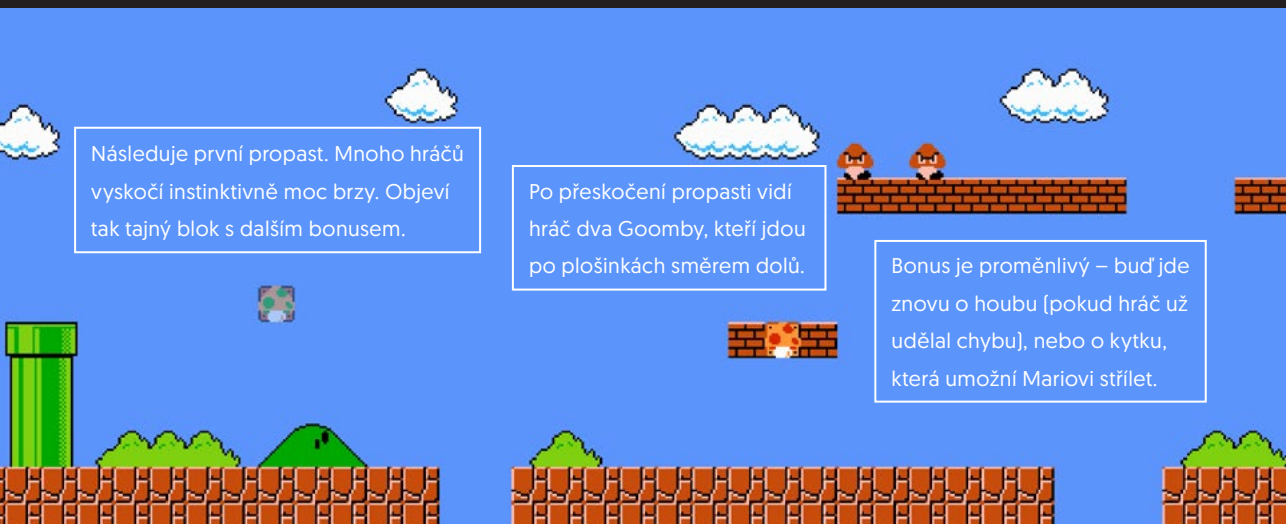 Následuje první propast. Mnoho hráčů
vyskočí instinktivně moc brzy. Objeví
tak tajný blok s dalším bonusem.
Po přeskočení propasti vidí
hráč dva Goomby, kteří jdou
po plošinkách směrem dolů.
Bonus je proměnlivý – buď jde
znovu o houbu (pokud hráč už
udělal chybu), nebo o kytku,
která umožní Mariovi střílet.